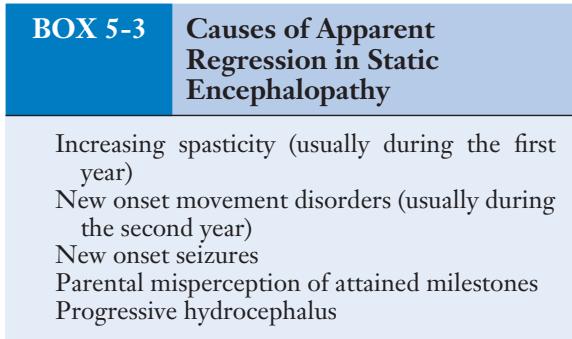 BOX 5-3
Causes of Apparent
Regression in Static
Encephalopathy
Increasing spasticity (usually during the first
year)
New onset movement disorders (usually during
the second year)
New onset seizures
Parental misperception of attained milestones
Progressive hydrocephalus